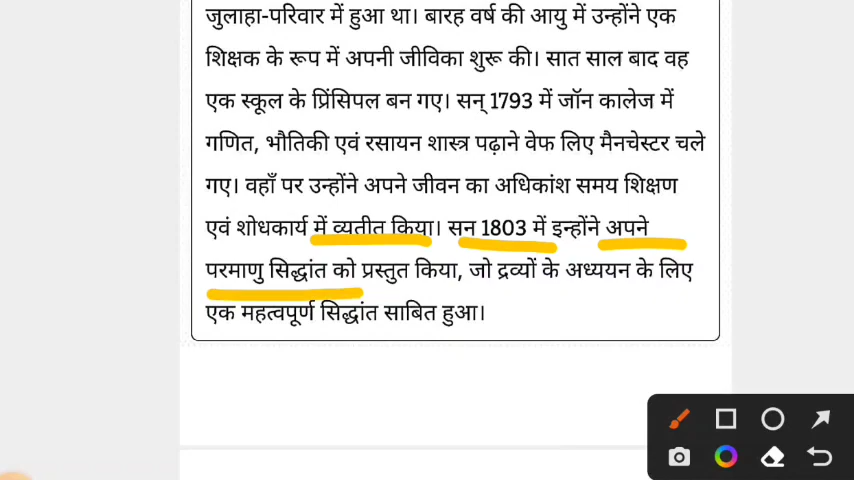 जुलाहा-परिवार में हुआ था। बारह वर्ष की आयु में उन्होंने एक
शिक्षक के रूप में अपनी जीविका शुरू की। सात साल बाद वह
एक स्कूल के प्रिंसिपल बन गए। सन् 1793 में जॉन कालेज में
गणित, भौतिकी एवं रसायन शास्त्र पढ़ाने वेफ लिए मैनचेस्टर चले
गए। वहाँ पर उन्होंने अपने जीवन का अधिकांश समय शिक्षण
एवं शोधकार्य में व्यतीत किया। सन 1803 में इन्होंने अपने
परमाणु सिद्धांत को प्रस्तुत किया, जो द्रव्यों के अध्ययन के लिए
एक महत्वपूर्ण सिद्धांत साबित हुआ।